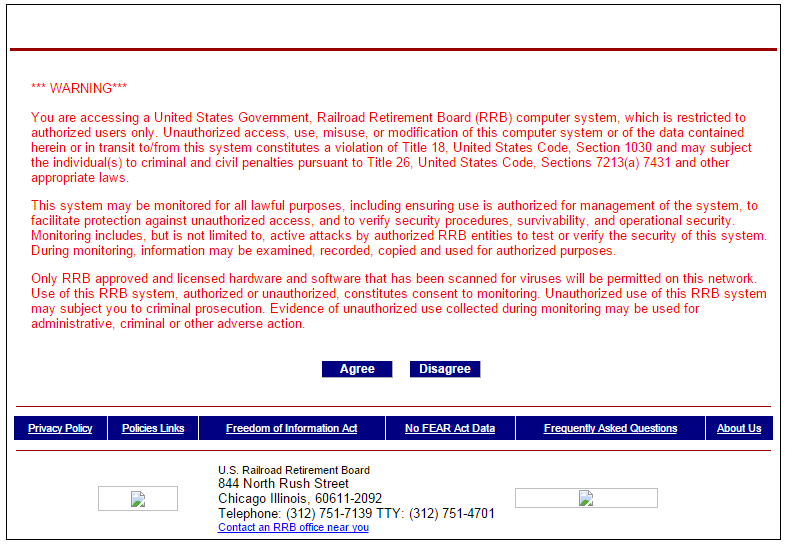 *** WARNING***
You are accessing a United States Government, Railroad Retirement Board (RRB) computer system, which is restricted to
authorized users only. Unauthorized access, use, misuse, or modification of this computer system or of the data contained
herein or in transit to/from this system constitutes a violation of Title 18, United States Code, Section 1030 and may subject
the individual(s) to criminal and civil penalties pursuant to Title 26, United States Code, Sections 7213(a) 7431 and other
appropriate laws.
This system may be monitored for all lawful purposes, including ensuring use is authorized for management of the system, to
facilitate protection against unauthorized access, and to verify security procedures, survivability, and operational security.
Monitoring includes, but is not limited to, active attacks by authorized RRB entities to test or verify the security of this system.
During monitoring, information may be examined, recorded, copied and used for authorized purposes.
Only RRB approved and licensed hardware and software that has been scanned for viruses will be permitted on this network.
Use of this RRB system, authorized or unauthorized, constitutes consent to monitoring. Unauthorized use of this RRB system
may subject you to criminal prosecution. Evidence of unauthorized use collected during monitoring may be used for
administrative, criminal or other adverse action.
Agree Disagree
Privacy Policy Policies Links Freedom of Information Act No FEAR Act Data Frequently Asked Questions About Us
U.S. Railroad Retirement Board
844 North Rush Street
Chicago Illinois, 60611-2092
Telephone: (312) 751-7139 TTY: (312) 751-4701
Contact an RRB office near you